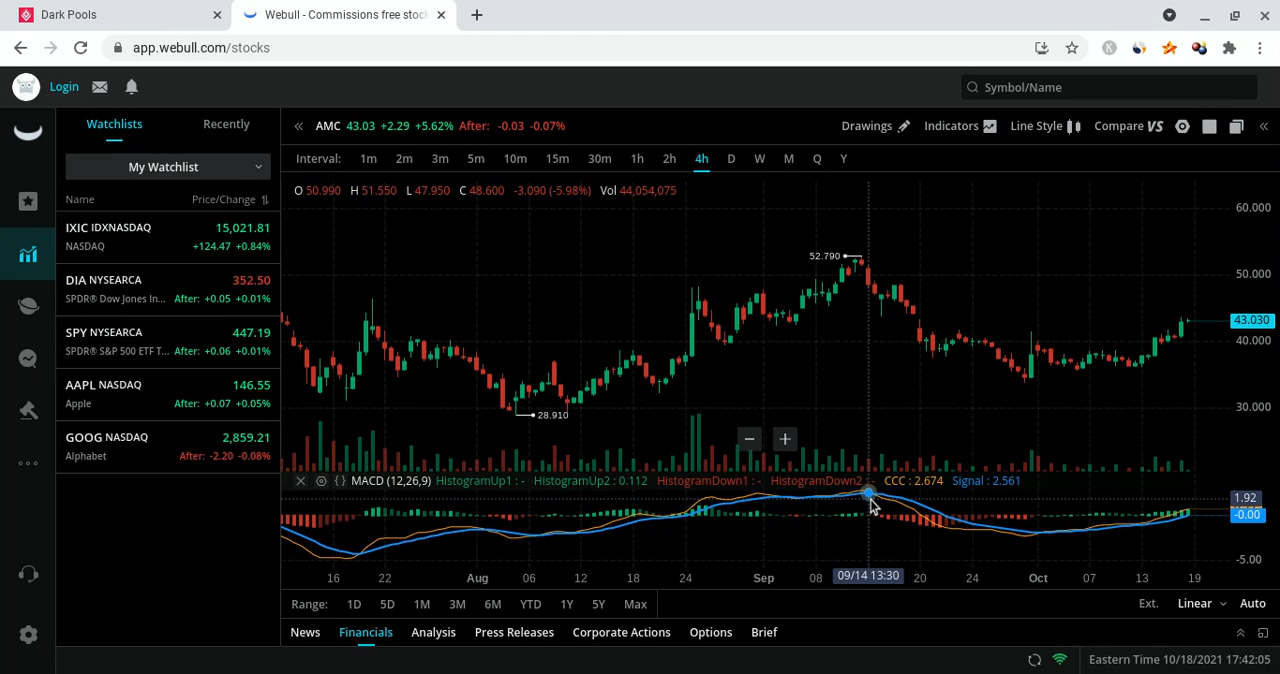 Dark Pools
Webull - Commissions free stoc
app.webull.com/stocks
Login
Symbol/Name
Watchlists Recently
My Watchlist
Name Price/Change
IXIC IDXNASDAQ 15,021.81
NASDAQ +124.47 +0.84%
DIA NYSEARCA 352.50
SPDR® Dow Jones In... After: +0.05 +0.01%
SPY NYSEARCA 447.19
SPDR® S&P 500 ETF T... After: +0.06 +0.01%
AAPL NASDAQ 146.55
Apple After: +0.07 +0.05%
GOOG NASDAQ 2,859.21
Alphabet After: -2.20 -0.08%
AMC 43.03 +2.29 +5.62% After: -0.03 -0.07%
Drawings Indicators Line Style Compare VS
Interval: 1m 2m 3m 5m 10m 15m 30m 1h 2h 4h D W M Q Y
O 50.990 H 51.550 L 47.950 C 48.600 -3.090 (-5.98%) Vol 44,054,075
60.000
52.790
50.000
43.030
40.000
30.000
28.910
MACD (12,26,9) HistogramUp1 : - HistogramUp2 : 0.112 HistogramDown1 : - HistogramDown2 : - CCC : 2.674 Signal : 2.561
1.92
-0.00
-5.00
16 22 Aug 06 12 18 24 Sep 08 09/14 13:30 20 24 Oct 07 13 19
Range: 1D 5D 1M 3M 6M YTD 1Y 5Y Max Ext. Linear Auto
News Financials Analysis Press Releases Corporate Actions Options Brief
Eastern Time 10/18/2021 17:42:05